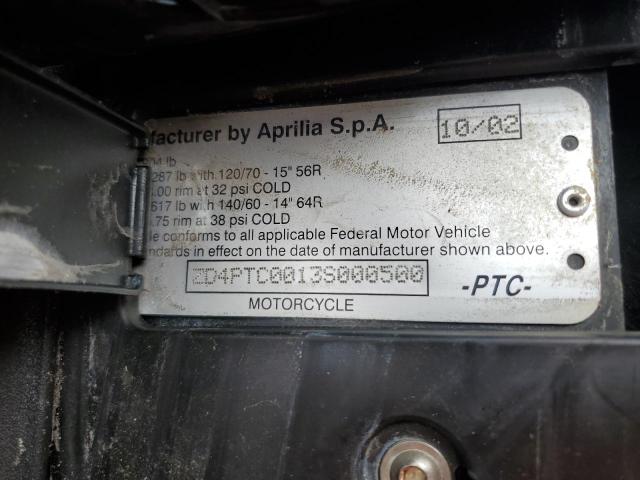 facturer by Aprilia S.p.A. 10/02
04 lb
287 lb with 120/70 - 15" 56R
.00 rim at 32 psi COLD
617 lb with 140/60 - 14" 64R
.75 rim at 38 psi COLD
le conforms to all applicable Federal Motor Vehicle
ndards in effect on the date of manufacturer shown above.
ZD4PTC0013S000500 -PTC-
MOTORCYCLE